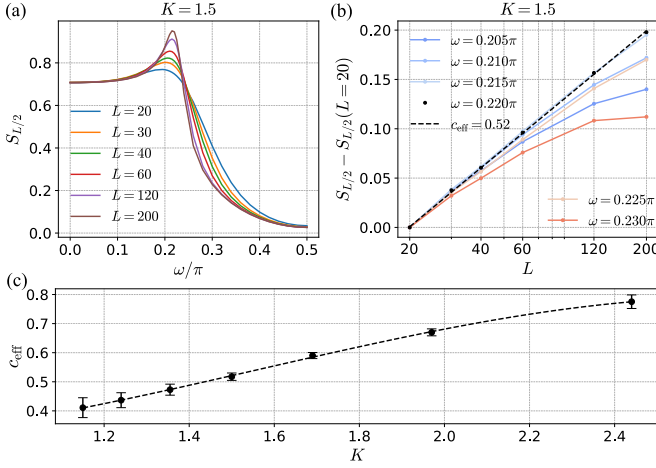 (a)
K = 1.5
S_{L/2}
0.8
0.6
0.4
0.2
0.0
L = 20
L = 30
L = 40
L = 60
L = 120
L = 200
0.0 0.1 0.2 0.3 0.4 0.5
ω/π
(b)
K = 1.5
S_{L/2} − S_{L/2}(L = 20)
0.20
0.15
0.10
0.05
0.00
ω = 0.205π
ω = 0.210π
ω = 0.215π
ω = 0.220π
c_{eff} = 0.52
ω = 0.225π
ω = 0.230π
20 40 60 120 200
L
(c)
c_{eff}
0.8
0.7
0.6
0.5
0.4
1.2 1.4 1.6 1.8 2.0 2.2 2.4
K